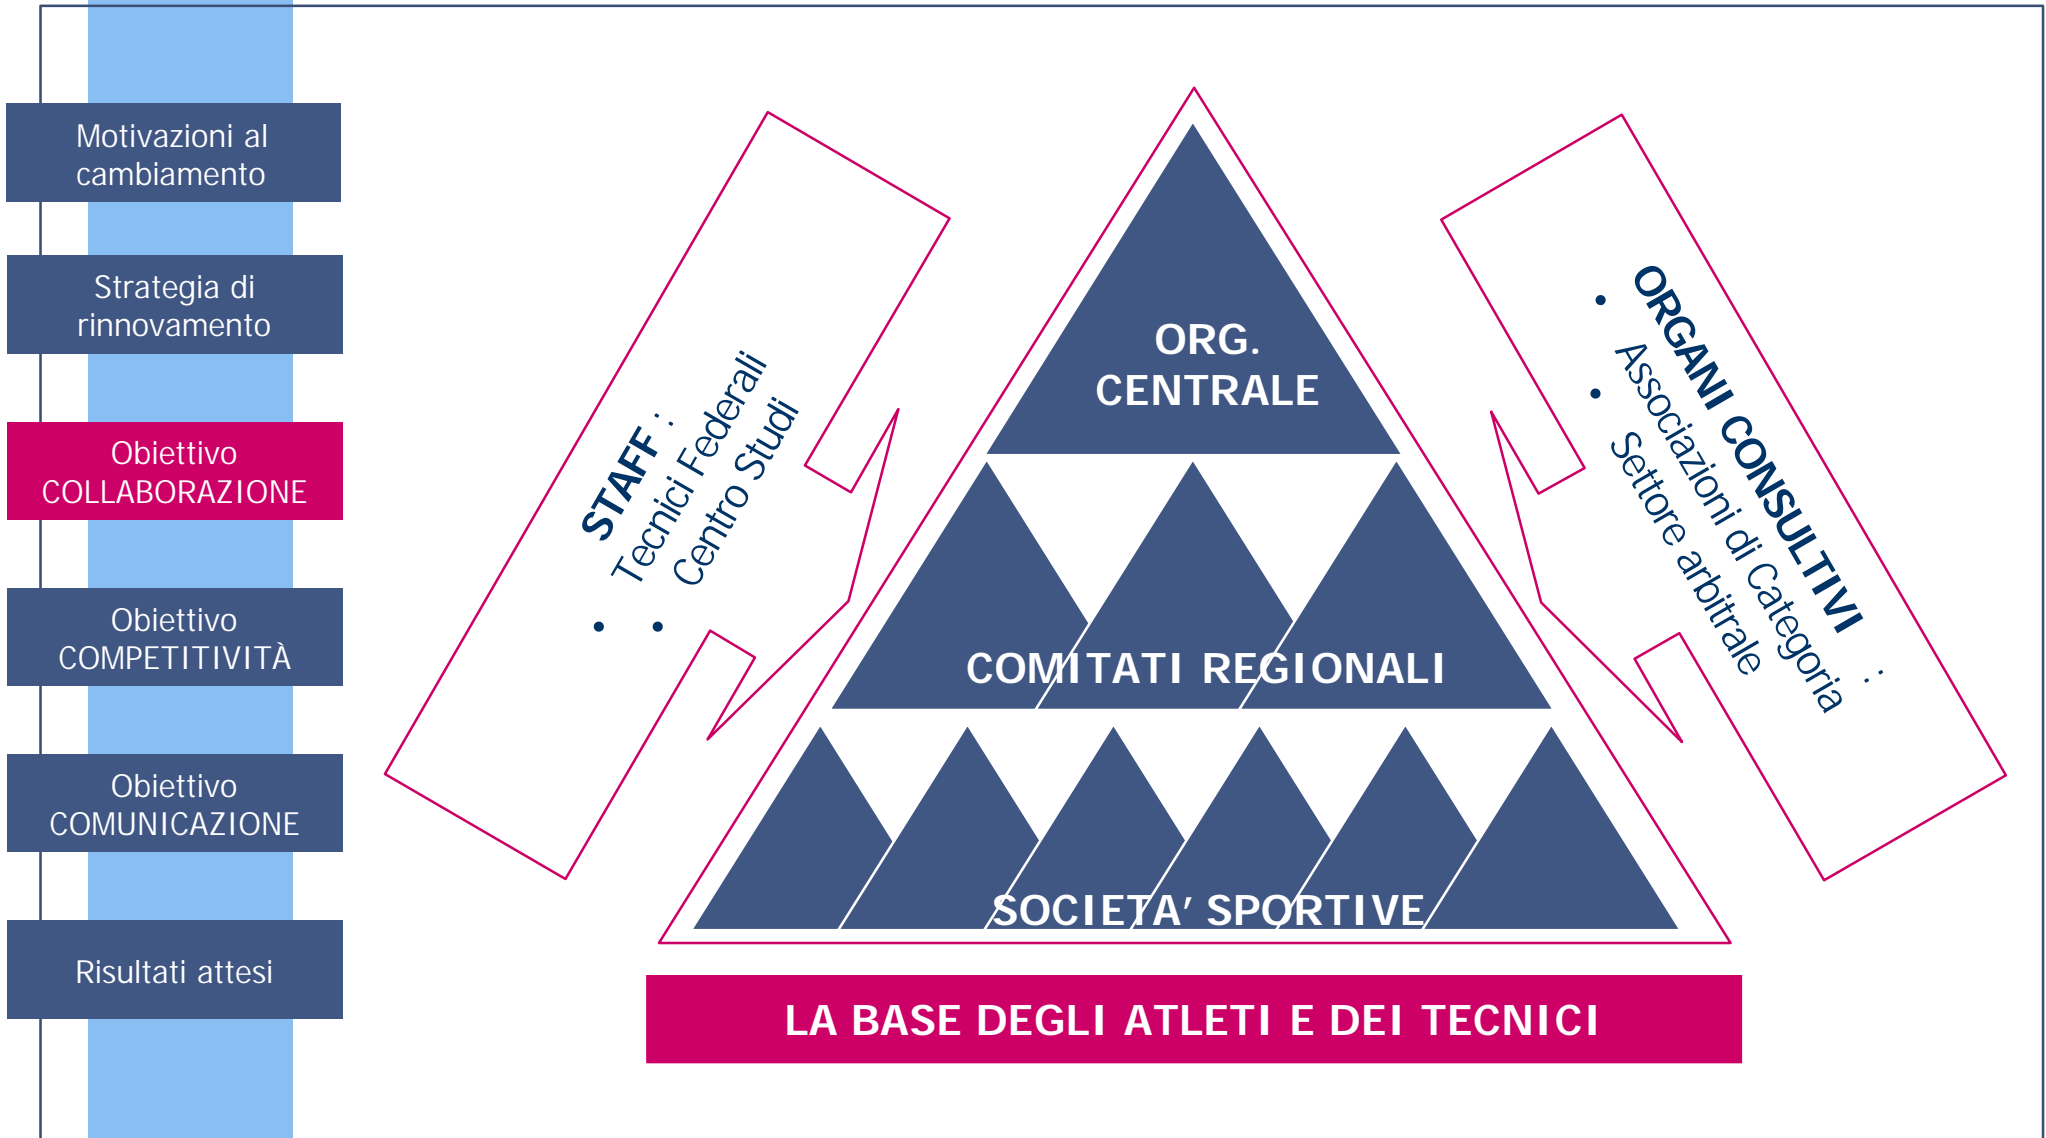 Motivazioni al
cambiamento
Strategia di
rinnovamento
Obiettivo
COLLABORAZIONE
Obiettivo
COMPETITIVITÀ
Obiettivo
COMUNICAZIONE
Risultati attesi
STAFF :
• Tecnici Federali
• Centro Studi
ORG.
CENTRALE
COMITATI REGIONALI
SOCIETA’ SPORTIVE
ORGANI CONSULTIVI :
• Associazioni di Categoria
• Settore arbitrale
LA BASE DEGLI ATLETI E DEI TECNICI